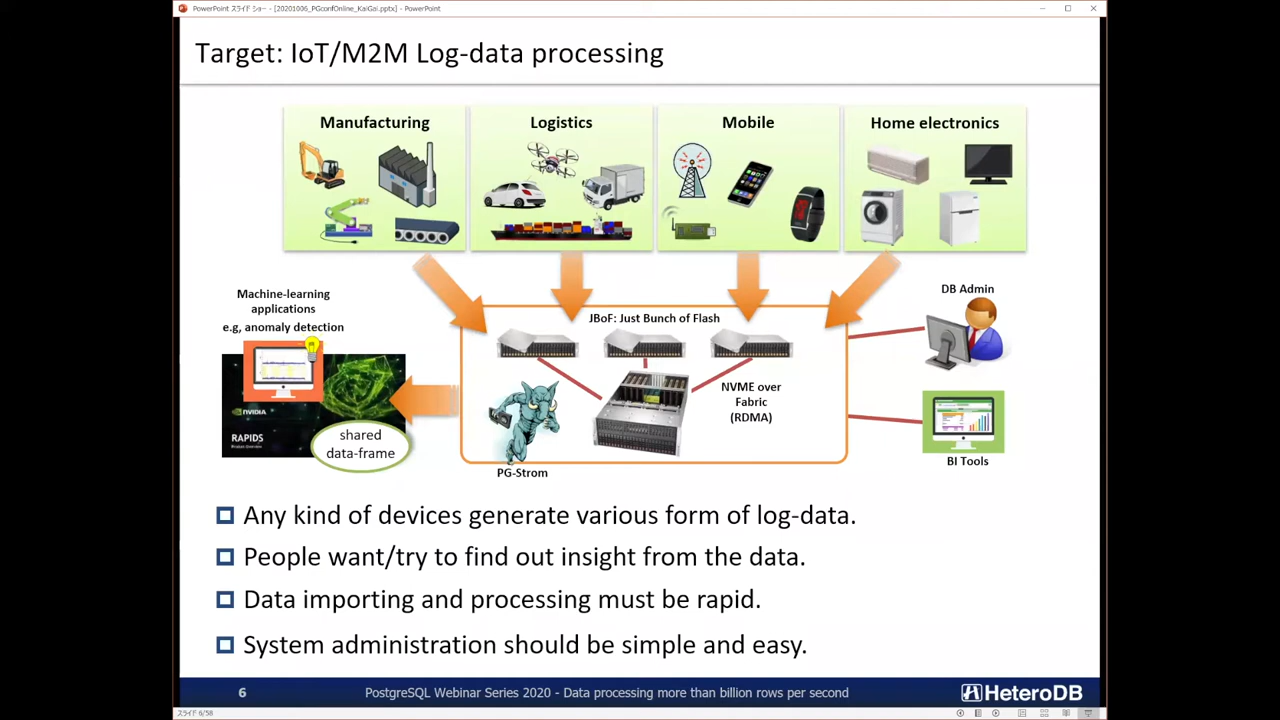 PowerPoint スライド ショー - [20201006_PGconfOnline_KaiGai.pptx] - PowerPoint
Target: IoT/M2M Log-data processing
Manufacturing
Logistics
Mobile
Home electronics
Machine-learning
applications
e.g, anomaly detection
NVIDIA
RAPIDS
shared
data-frame
JBoF: Just Bunch of Flash
NVME over
Fabric
(RDMA)
PG-Strom
DB Admin
BI Tools
Any kind of devices generate various form of log-data.
People want/try to find out insight from the data.
Data importing and processing must be rapid.
System administration should be simple and easy.
6
PostgreSQL Webinar Series 2020 - Data processing more than billion rows per second
HeteroDB
スライド 6/58